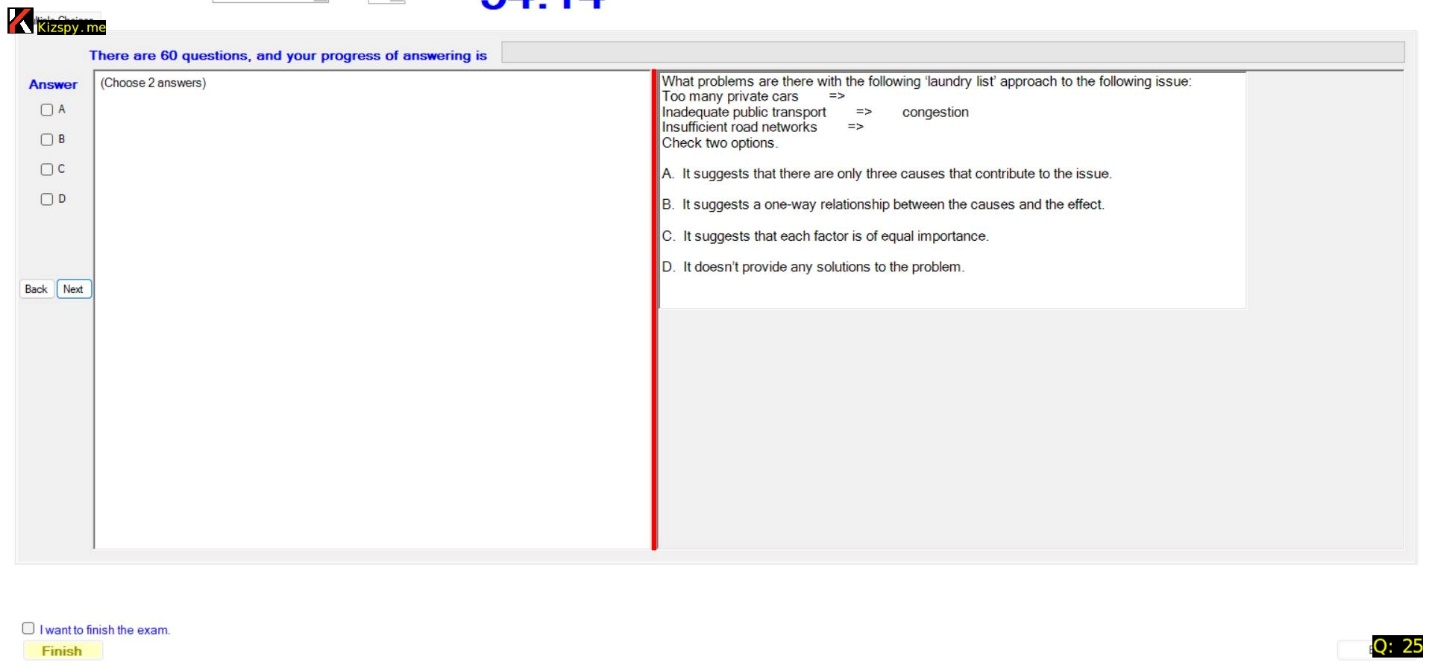 Kizspy.me
There are 60 questions, and your progress of answering is
Answer
A
B
C
D
Back Next
(Choose 2 answers)
What problems are there with the following 'laundry list' approach to the following issue:
Too many private cars =>
Inadequate public transport => congestion
Insufficient road networks =>
Check two options.
A. It suggests that there are only three causes that contribute to the issue.
B. It suggests a one-way relationship between the causes and the effect.
C. It suggests that each factor is of equal importance.
D. It doesn't provide any solutions to the problem.
I want to finish the exam.
Finish
Q: 25